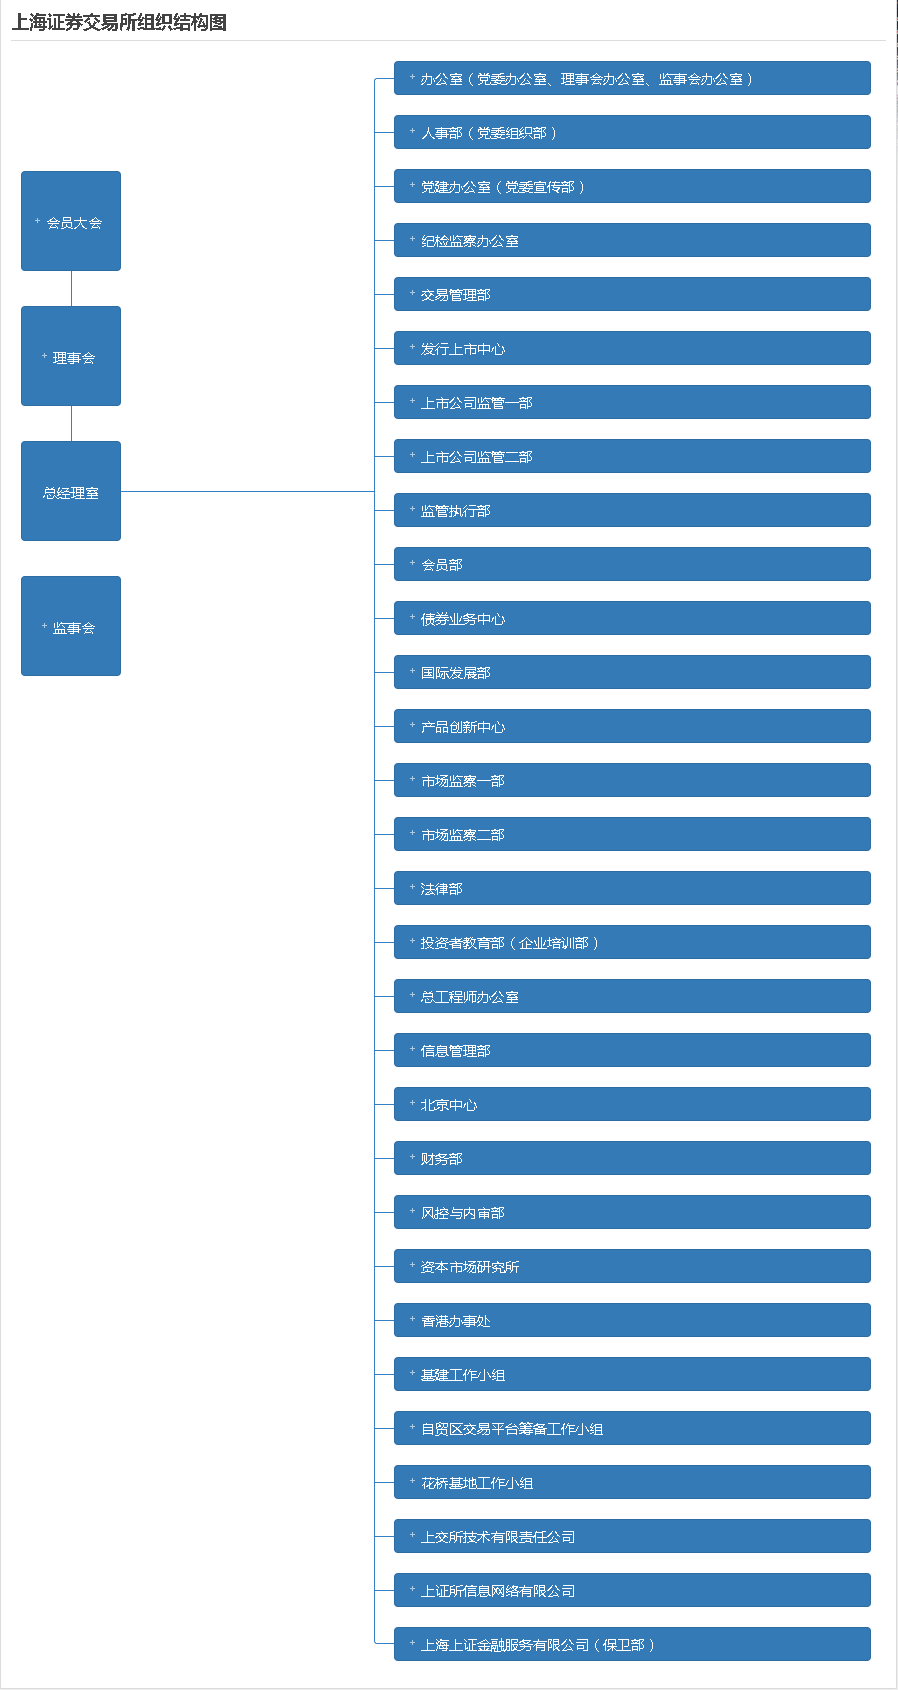 上海证券交易所组织结构图
+ 会员大会
+ 理事会
总经理室
+ 监事会
+ 办公室（党委办公室、理事会办公室、监事会办公室）
+ 人事部（党委组织部）
+ 党建办公室（党委宣传部）
+ 纪检监察办公室
+ 交易管理部
+ 发行上市中心
+ 上市公司监管一部
+ 上市公司监管二部
+ 监管执行部
+ 会员部
+ 债券业务中心
+ 国际发展部
+ 产品创新中心
+ 市场监察一部
+ 市场监察二部
+ 法律部
+ 投资者教育部（企业培训部）
+ 总工程师办公室
+ 信息管理部
+ 北京中心
+ 财务部
+ 风控与内审部
+ 资本市场研究所
+ 香港办事处
+ 基建工作小组
+ 自贸区交易平台筹备工作小组
+ 花桥基地工作小组
+ 上交所技术有限责任公司
+ 上证所信息网络有限公司
+ 上海上证金融服务有限公司（保卫部）